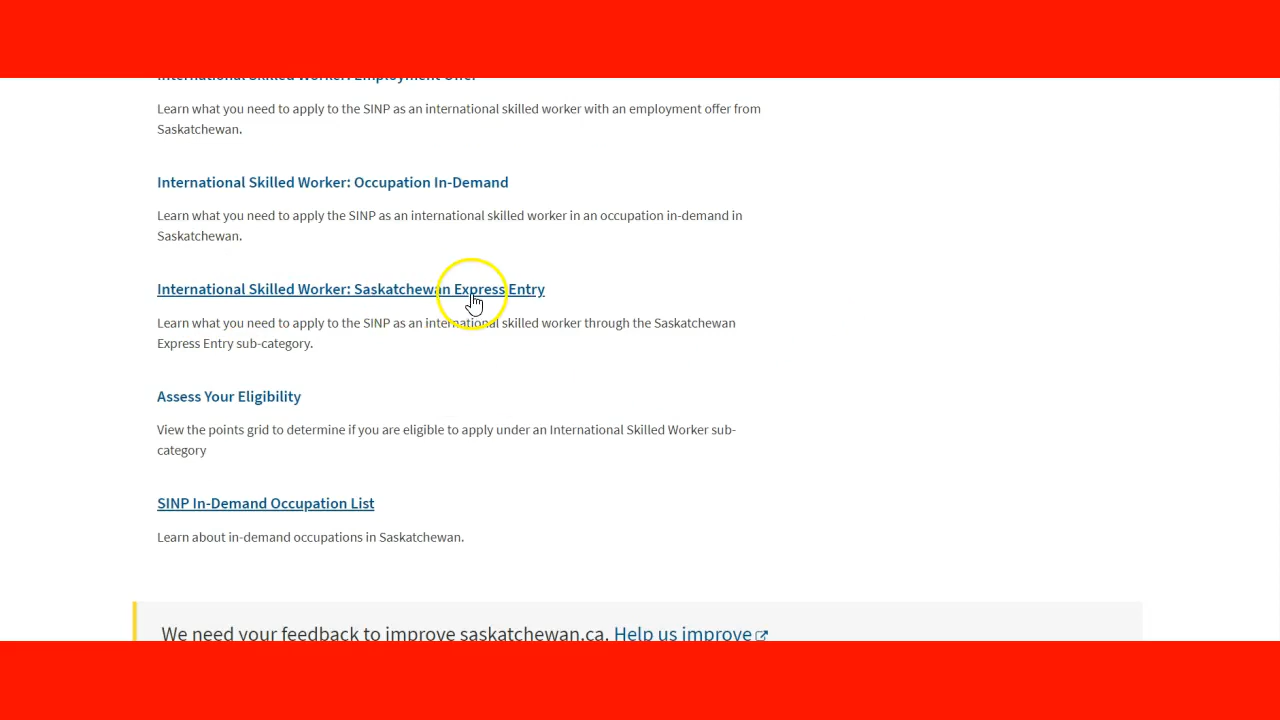 International Skilled Worker: Employment Offer
Learn what you need to apply to the SINP as an international skilled worker with an employment offer from
Saskatchewan.
International Skilled Worker: Occupation In-Demand
Learn what you need to apply the SINP as an international skilled worker in an occupation in-demand in
Saskatchewan.
International Skilled Worker: Saskatchewan Express Entry
Learn what you need to apply to the SINP as an international skilled worker through the Saskatchewan
Express Entry sub-category.
Assess Your Eligibility
View the points grid to determine if you are eligible to apply under an International Skilled Worker sub-
category
SINP In-Demand Occupation List
Learn about in-demand occupations in Saskatchewan.
We need your feedback to improve saskatchewan.ca. Help us improve